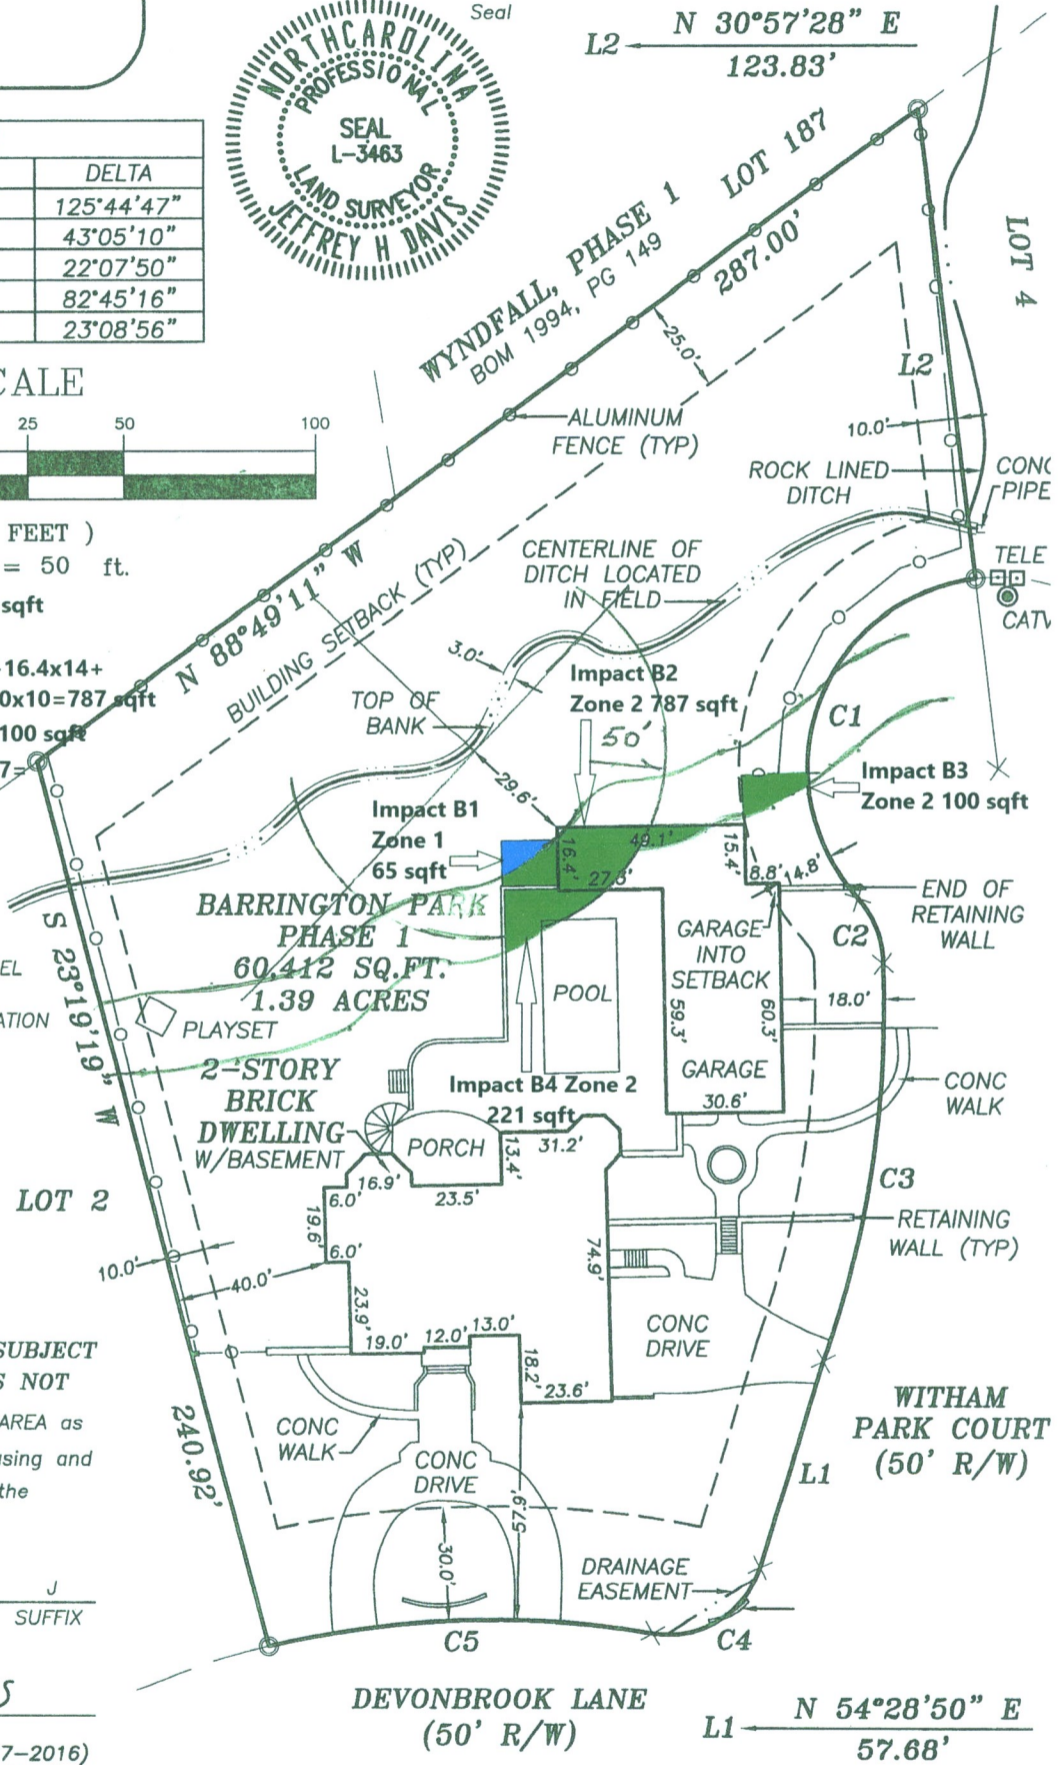 Seal
NORTH CAROLINA
PROFESSIONAL
SEAL
L-3463
LAND SURVEYOR
JEFFREY H DAVIS
N 30°57'28" E
L2
123.83'
DELTA
125°44'47"
43°05'10"
22°07'50"
82°45'16"
23°08'56"
CALE
25 50 100
FEET )
= 50 ft.
sqft
16.4x14+
0x10=787 sqft
100 sqft
7=
WYNDFALL, PHASE 1 LOT 187
BOM 1994, PG 149
287.00'
25.0'
LOT 4
L2
10.0'
ALUMINUM
FENCE (TYP)
ROCK LINED
DITCH
CONC
PIPE
TELE
CATV
CENTERLINE OF
DITCH LOCATED
IN FIELD
N 88°49'11" W
BUILDING SETBACK (TYP)
3.0'
TOP OF
BANK
Impact B2
Zone 2 787 sqft
50'
29.6'
C1
Impact B3
Zone 2 100 sqft
Impact B1
Zone 1
65 sqft
16.4'
49.1'
27.3'
15.4'
8.8'
14.8'
END OF
RETAINING
WALL
BARRINGTON PARK
PHASE 1
60,412 SQ.FT.
1.39 ACRES
GARAGE
INTO
SETBACK
C2
S 23°19'19" W
EL
ATION
PLAYSET
POOL
59.3'
60.3'
18.0'
GARAGE
30.6'
2-STORY
BRICK
DWELLING
W/BASEMENT
Impact B4 Zone 2
221 sqft
CONC
WALK
PORCH
13.4'
31.2'
16.9'
23.5'
6.0'
19.6'
6.0'
C3
LOT 2
RETAINING
WALL (TYP)
10.0'
40.0'
74.9'
23.9'
19.0'
12.0'
13.0'
18.2'
23.6'
CONC
DRIVE
SUBJECT
S NOT
AREA as
sing and
the
240.92'
CONC
WALK
CONC
DRIVE
57.9'
30.0'
WITHAM
PARK COURT
(50' R/W)
L1
DRAINAGE
EASEMENT
J
SUFFIX
C5
C4
S
DEVONBROOK LANE
(50' R/W)
N 54°28'50" E
L1
57.68'
7-2016)